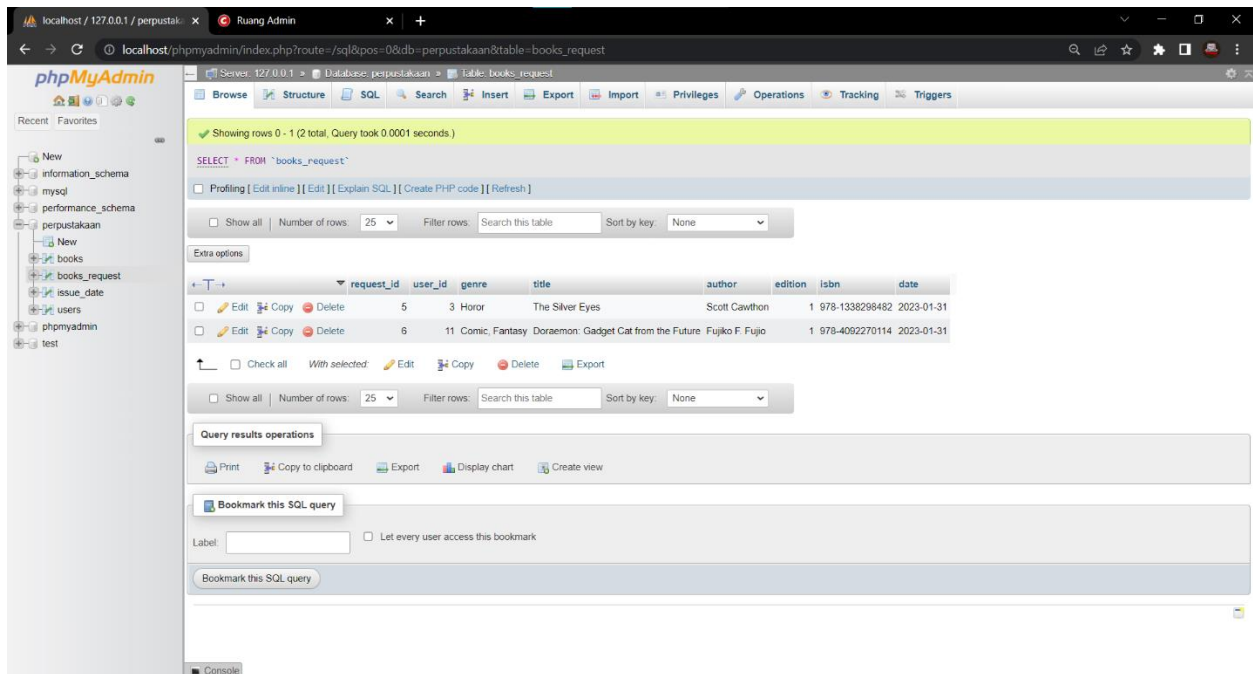 localhost / 127.0.0.1 / perpustaka
Ruang Admin
localhost/phpmyadmin/index.php?route=/sql&pos=0&db=perpustakaan&table=books_request
phpMyAdmin
Recent Favorites
New
information_schema
mysql
performance_schema
perpustakaan
New
books
books_request
issue_date
users
phpmyadmin
test
Server: 127.0.0.1 » Database: perpustakaan » Table: books_request
Browse Structure SQL Search Insert Export Import Privileges Operations Tracking Triggers
Showing rows 0 - 1 (2 total, Query took 0.0001 seconds.)
SELECT * FROM `books_request`
Profiling [ Edit inline ] [ Edit ] [ Explain SQL ] [ Create PHP code ] [ Refresh ]
Show all | Number of rows: 25 Filter rows: Search this table Sort by key: None
Extra options
request_id user_id genre title author edition isbn date
Edit Copy Delete 5 3 Horor The Silver Eyes Scott Cawthon 1 978-1338298482 2023-01-31
Edit Copy Delete 6 11 Comic, Fantasy Doraemon: Gadget Cat from the Future Fujiko F. Fujio 1 978-4092270114 2023-01-31
Check all With selected: Edit Copy Delete Export
Show all | Number of rows: 25 Filter rows: Search this table Sort by key: None
Query results operations
Print Copy to clipboard Export Display chart Create view
Bookmark this SQL query
Label: Let every user access this bookmark
Bookmark this SQL query
Console